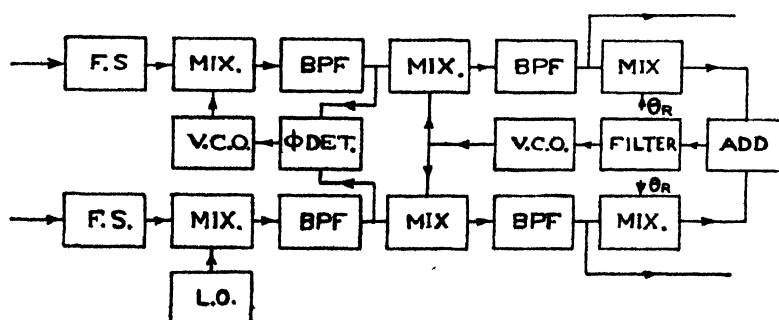 F.S MIX. BPF MIX. BPF MIX
θR
V.C.O. ΦDET. V.C.O. FILTER ADD
θR
F.S. MIX. BPF MIX BPF MIX.
L.O.